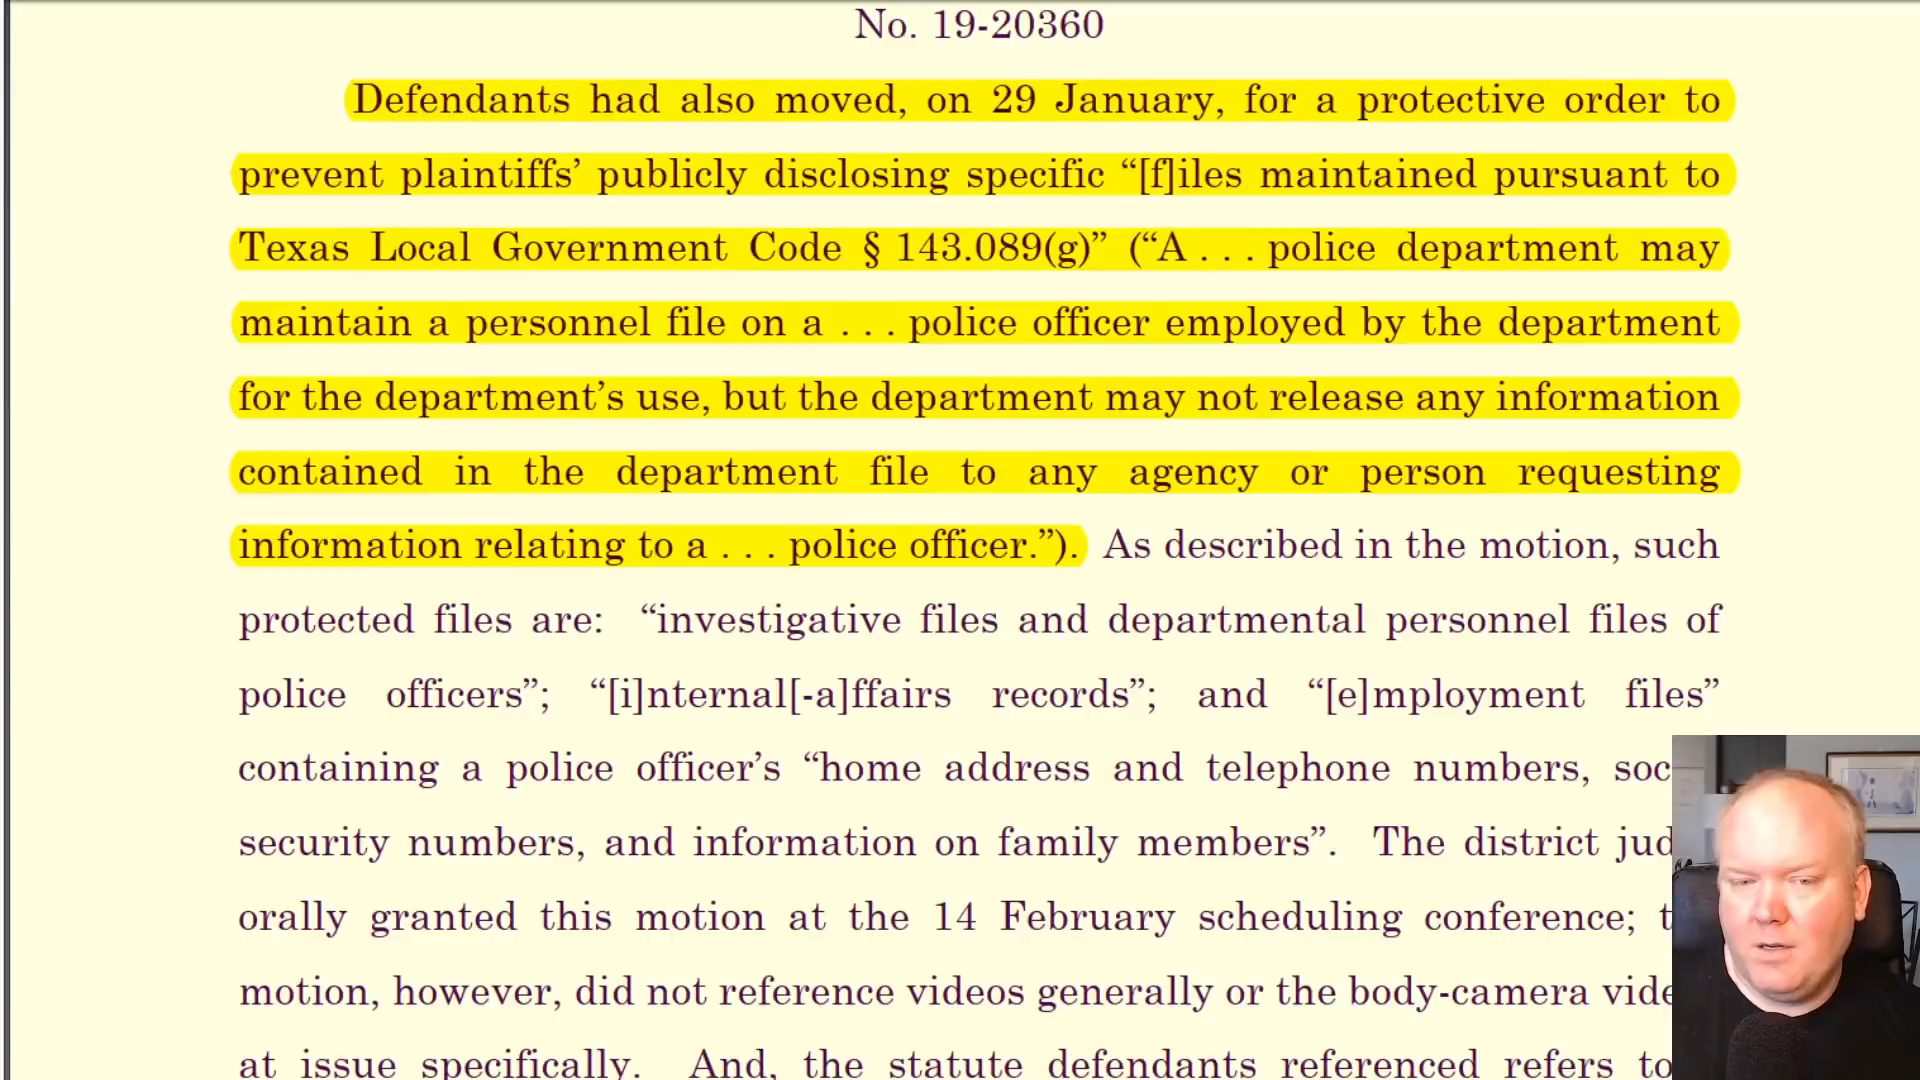 No. 19-20360
Defendants had also moved, on 29 January, for a protective order to
prevent plaintiffs’ publicly disclosing specific “[f]iles maintained pursuant to
Texas Local Government Code § 143.089(g)” (“A . . . police department may
maintain a personnel file on a . . . police officer employed by the department
for the department’s use, but the department may not release any information
contained in the department file to any agency or person requesting
information relating to a . . . police officer.”). As described in the motion, such
protected files are: “investigative files and departmental personnel files of
police officers”; “[i]nternal[-a]ffairs records”; and “[e]mployment files”
containing a police officer’s “home address and telephone numbers,
security numbers, and information on family members”. The district
orally granted this motion at the 14 February scheduling conference;
motion, however, did not reference videos generally or the body-camera
at issue specifically. And, the statute defendants referenced refers to